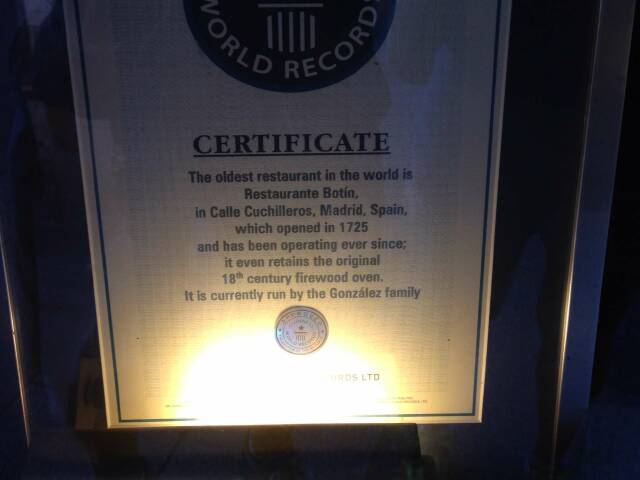 WORLD RECORDS
CERTIFICATE
The oldest restaurant in the world is
Restaurante Botín,
in Calle Cuchilleros, Madrid, Spain,
which opened in 1725
and has been operating ever since;
it even retains the original
18th century firewood oven.
It is currently run by the González family
ORDS LTD